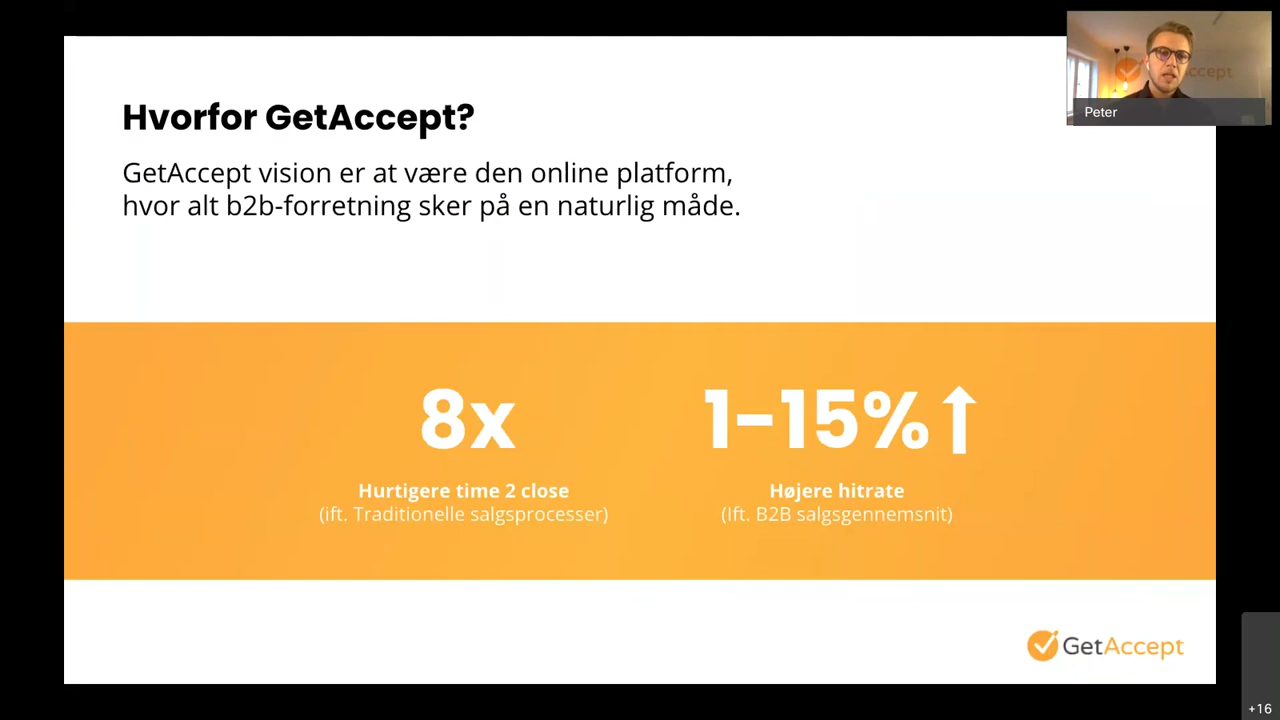 Hvorfor GetAccept?
GetAccept vision er at være den online platform,
hvor alt b2b-forretning sker på en naturlig måde.
Peter
8x
1-15%↑
Hurtigere time 2 close
(ift. Traditionelle salgsprocesser)
Højere hitrate
(Ift. B2B salgsgennemsnit)
GetAccept
+16